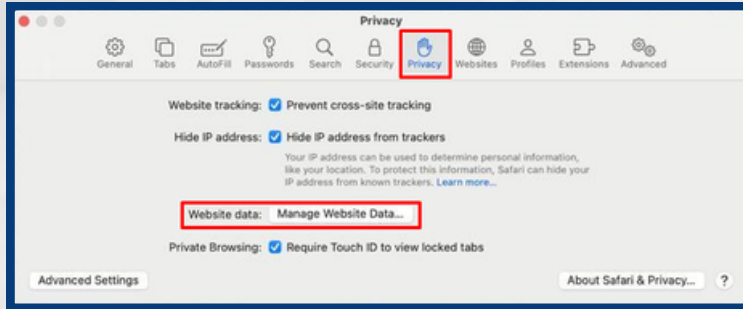 Privacy
General Tabs AutoFill Passwords Search Security Privacy Websites Profiles Extensions Advanced
Website tracking: Prevent cross-site tracking
Hide IP address: Hide IP address from trackers
Your IP address can be used to determine personal information,
like your location. To protect this information, Safari can hide your
IP address from known trackers. Learn more...
Website data: Manage Website Data...
Private Browsing: Require Touch ID to view locked tabs
Advanced Settings About Safari & Privacy... ?